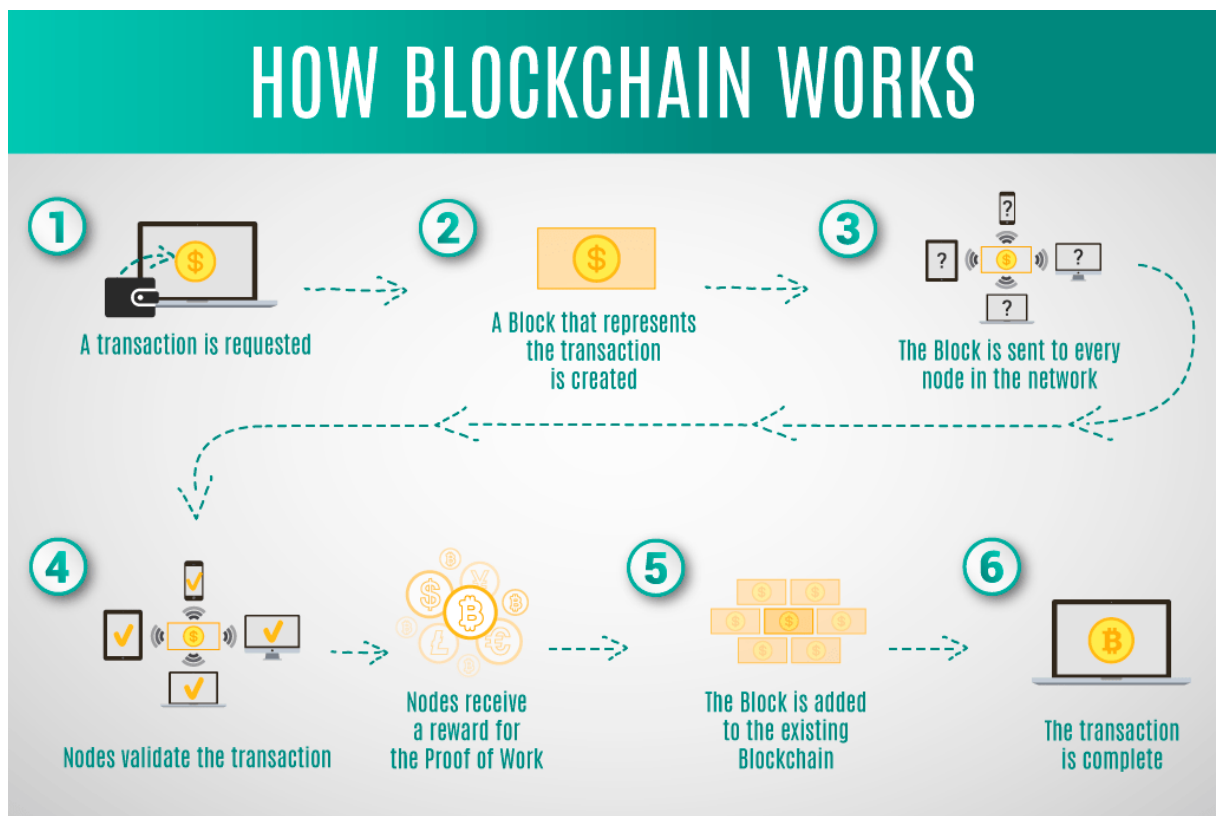 HOW BLOCKCHAIN WORKS
1
A transaction is requested
2
A Block that represents
the transaction
is created
3
The Block is sent to every
node in the network
4
Nodes validate the transaction
Nodes receive
a reward for
the Proof of Work
5
The Block is added
to the existing
Blockchain
6
The transaction
is complete